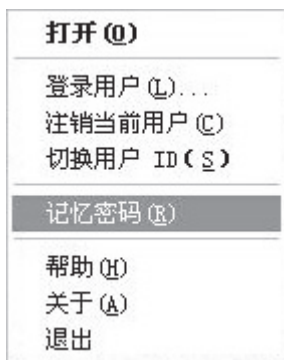 打开(O)
登录用户(L)...
注销当前用户(C)
切换用户 ID(S)
记忆密码(R)
帮助(H)
关于(A)
退出